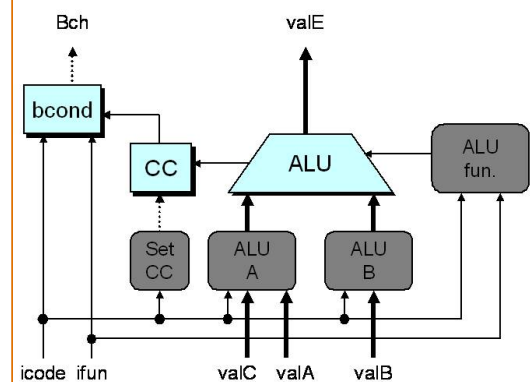 Bch
valE
bcond
CC
ALU
ALU
fun.
Set
CC
ALU
A
ALU
B
icode
ifun
valC
valA
valB